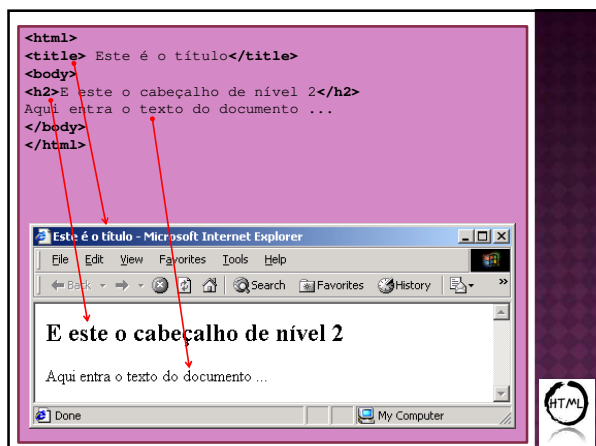 <html>
<title> Este é o título</title>
<body>
<h2>E este o cabeçalho de nível 2</h2>
Aqui entra o texto do documento ...
</body>
</html>
Este é o título - Microsoft Internet Explorer
File Edit View Favorites Tools Help
Back Search Favorites History »
E este o cabeçalho de nível 2
Aqui entra o texto do documento ...
Done My Computer
HTML